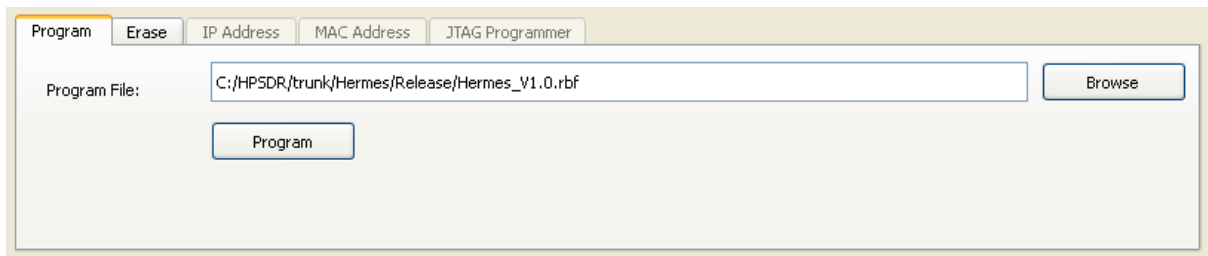 Program Erase IP Address MAC Address JTAG Programmer
Program File: C:/HPSDR/trunk/Hermes/Release/Hermes_V1.0.rbf Browse
Program